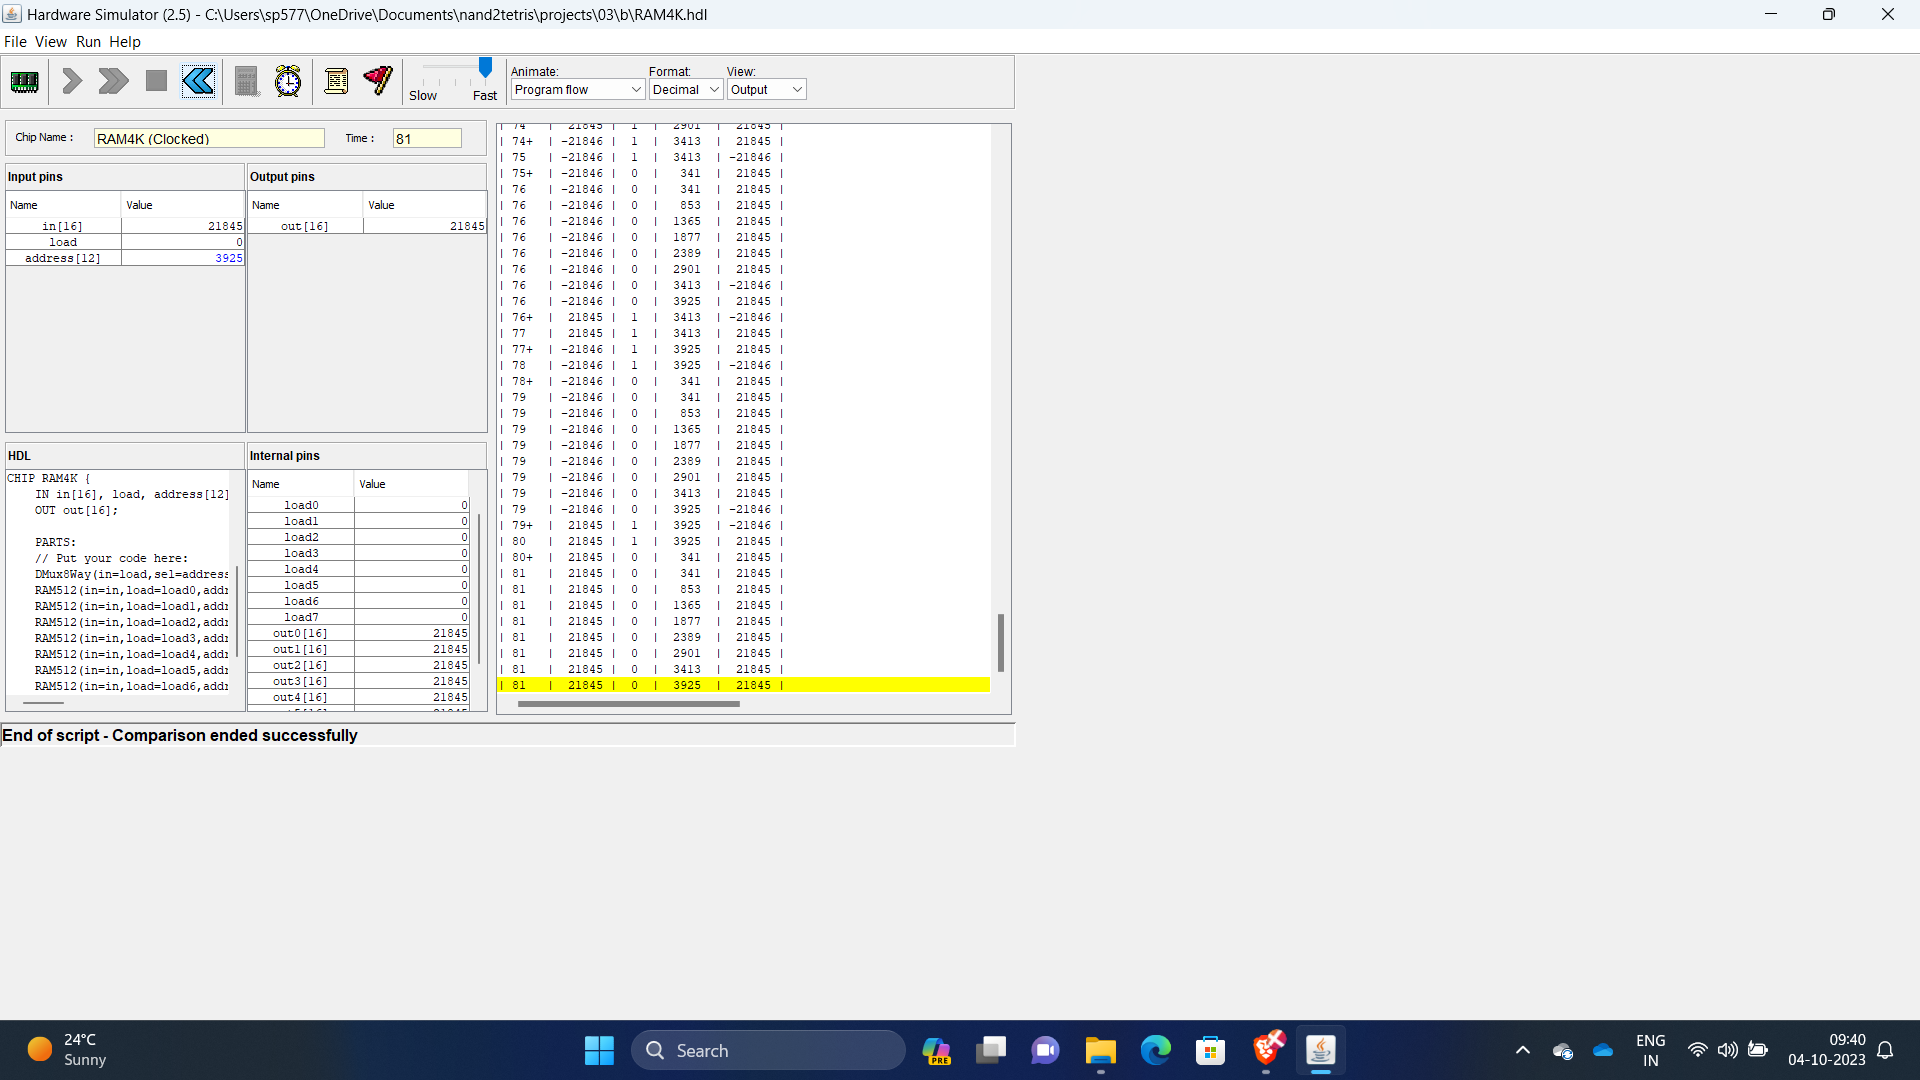 Hardware Simulator (2.5) - C:\Users\sp577\OneDrive\Documents\nand2tetris\projects\03\b\RAM4K.hdl
File View Run Help
Slow Fast
Animate: Format: View:
Program flow Decimal Output
Chip Name : RAM4K (Clocked) Time : 81
Input pins
Name Value
in[16] 21845
load 0
address[12] 3925
Output pins
Name Value
out[16] 21845
HDL
CHIP RAM4K {
IN in[16], load, address[12]
OUT out[16];
PARTS:
// Put your code here:
DMux8Way(in=load,sel=address
RAM512(in=in,load=load0,addr
RAM512(in=in,load=load1,addr
RAM512(in=in,load=load2,addr
RAM512(in=in,load=load3,addr
RAM512(in=in,load=load4,addr
RAM512(in=in,load=load5,addr
RAM512(in=in,load=load6,addr
Internal pins
Name Value
load0 0
load1 0
load2 0
load3 0
load4 0
load5 0
load6 0
load7 0
out0[16] 21845
out1[16] 21845
out2[16] 21845
out3[16] 21845
out4[16] 21845
| 74 | 21845 | 1 | 2901 | 21845 |
| 74+ | -21846 | 1 | 3413 | 21845 |
| 75 | -21846 | 1 | 3413 | -21846 |
| 75+ | -21846 | 0 | 341 | 21845 |
| 76 | -21846 | 0 | 341 | 21845 |
| 76 | -21846 | 0 | 853 | 21845 |
| 76 | -21846 | 0 | 1365 | 21845 |
| 76 | -21846 | 0 | 1877 | 21845 |
| 76 | -21846 | 0 | 2389 | 21845 |
| 76 | -21846 | 0 | 2901 | 21845 |
| 76 | -21846 | 0 | 3413 | -21846 |
| 76 | -21846 | 0 | 3925 | 21845 |
| 76+ | 21845 | 1 | 3413 | -21846 |
| 77 | 21845 | 1 | 3413 | 21845 |
| 77+ | -21846 | 1 | 3925 | 21845 |
| 78 | -21846 | 1 | 3925 | -21846 |
| 78+ | -21846 | 0 | 341 | 21845 |
| 79 | -21846 | 0 | 341 | 21845 |
| 79 | -21846 | 0 | 853 | 21845 |
| 79 | -21846 | 0 | 1365 | 21845 |
| 79 | -21846 | 0 | 1877 | 21845 |
| 79 | -21846 | 0 | 2389 | 21845 |
| 79 | -21846 | 0 | 2901 | 21845 |
| 79 | -21846 | 0 | 3413 | 21845 |
| 79 | -21846 | 0 | 3925 | -21846 |
| 79+ | 21845 | 1 | 3925 | -21846 |
| 80 | 21845 | 1 | 3925 | 21845 |
| 80+ | 21845 | 0 | 341 | 21845 |
| 81 | 21845 | 0 | 341 | 21845 |
| 81 | 21845 | 0 | 853 | 21845 |
| 81 | 21845 | 0 | 1365 | 21845 |
| 81 | 21845 | 0 | 1877 | 21845 |
| 81 | 21845 | 0 | 2389 | 21845 |
| 81 | 21845 | 0 | 2901 | 21845 |
| 81 | 21845 | 0 | 3413 | 21845 |
| 81 | 21845 | 0 | 3925 | 21845 |
End of script - Comparison ended successfully
24°C
Sunny
Search
PRE
ENG
IN
09:40
04-10-2023